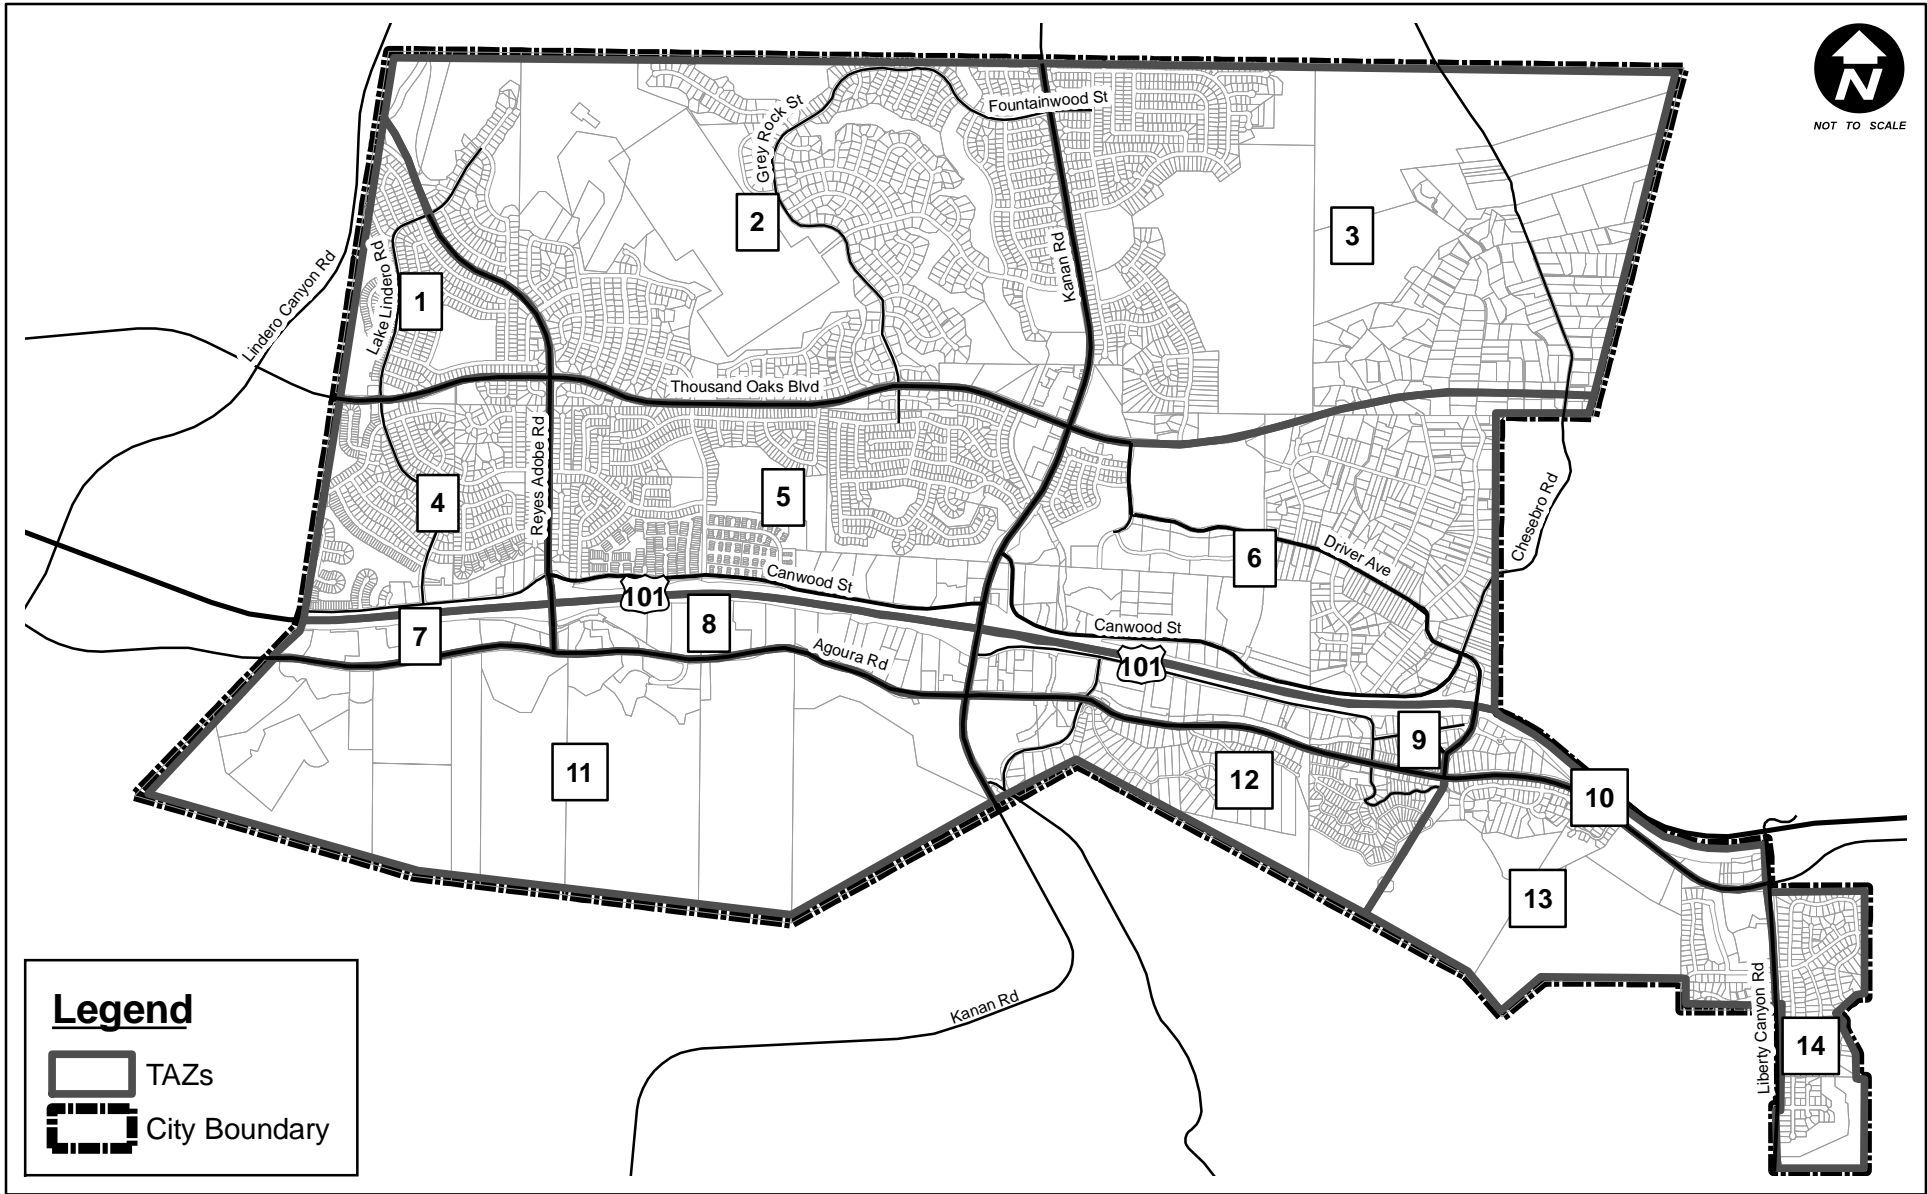 N
NOT TO SCALE
Fountainwood St
Grey Rock St
2
3
Kanan Rd
Lindero Canyon Rd
Lake Lindero Rd
1
Thousand Oaks Blvd
Reyes Adobe Rd
4
5
Chesebro Rd
6
Driver Ave
Canwood St
101
7
8
Canwood St
Agoura Rd
101
9
10
11
12
13
Kanan Rd
Liberty Canyon Rd
14
Legend
TAZs
City Boundary